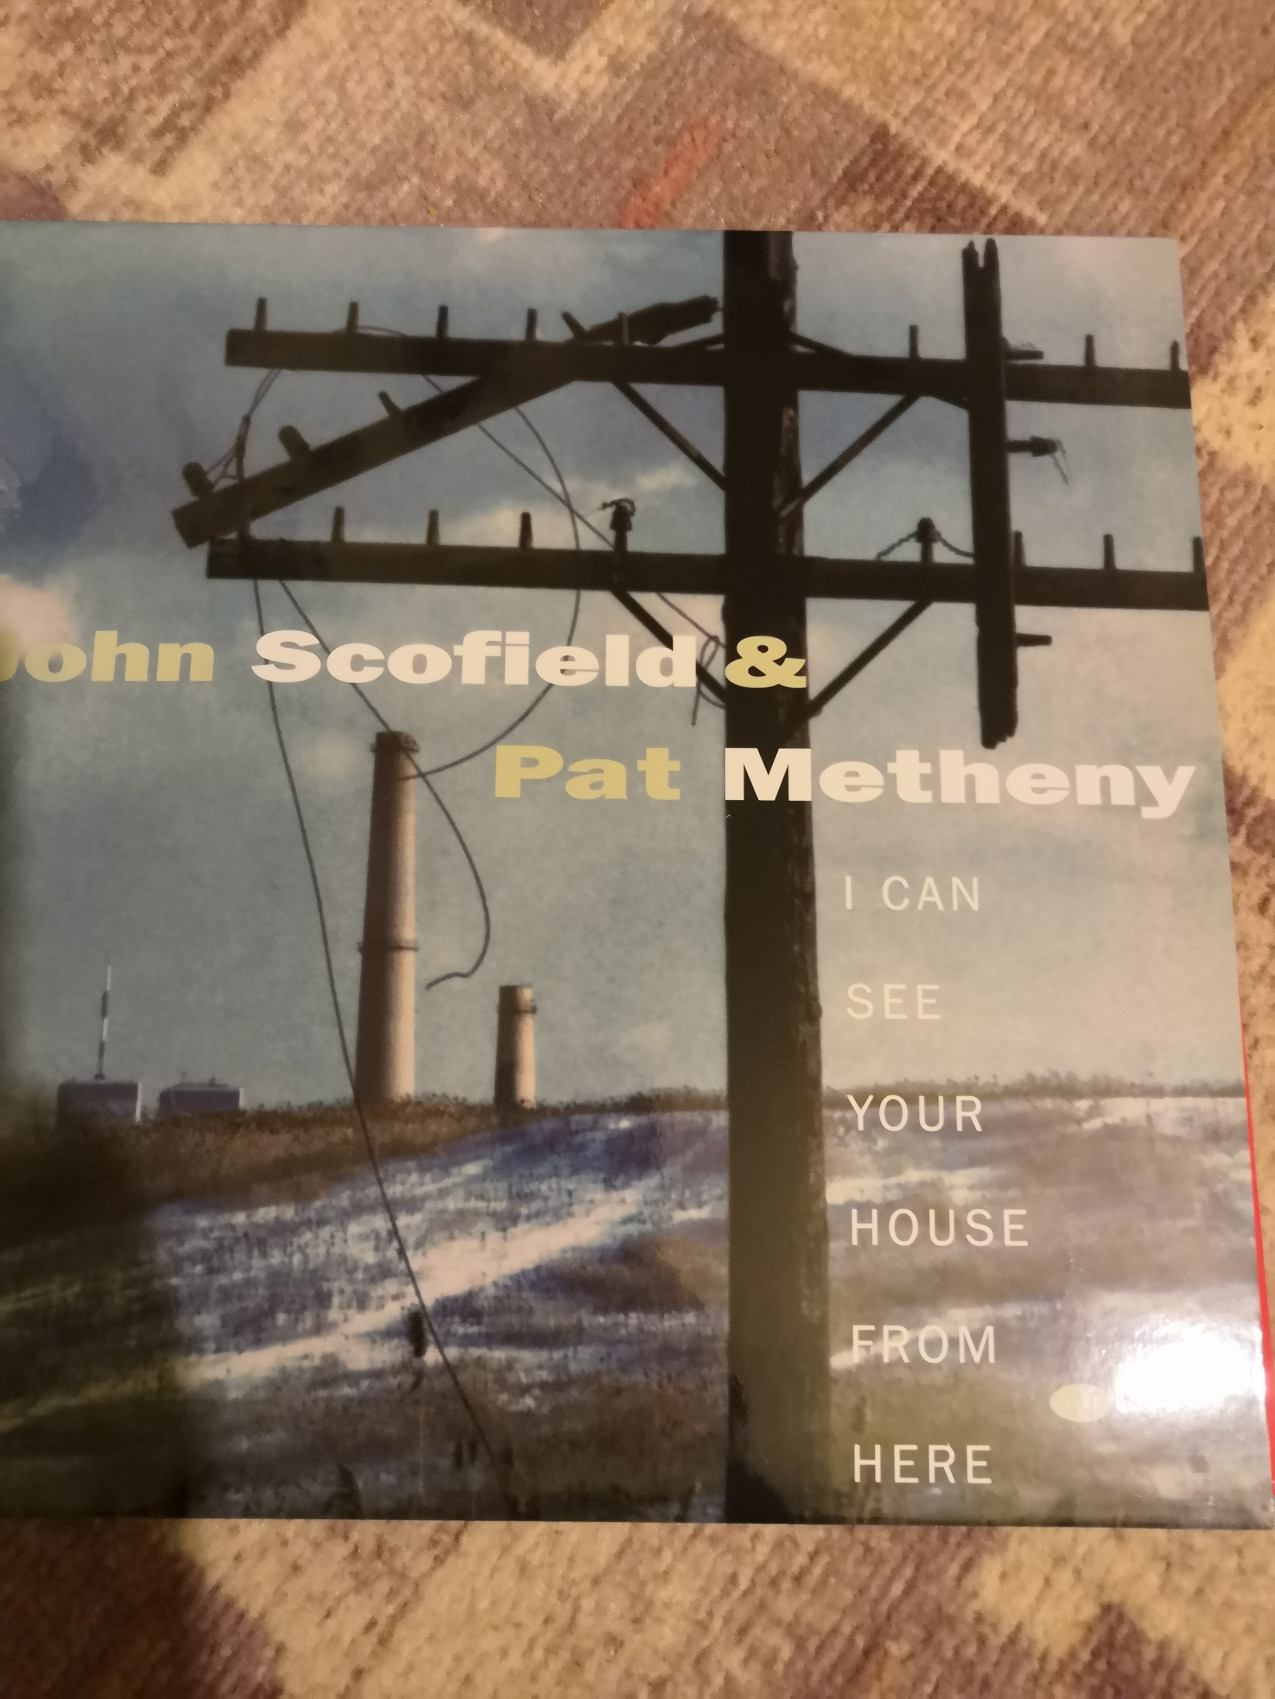 John Scofield &
Pat Metheny
I CAN
SEE
YOUR
HOUSE
FROM
HERE